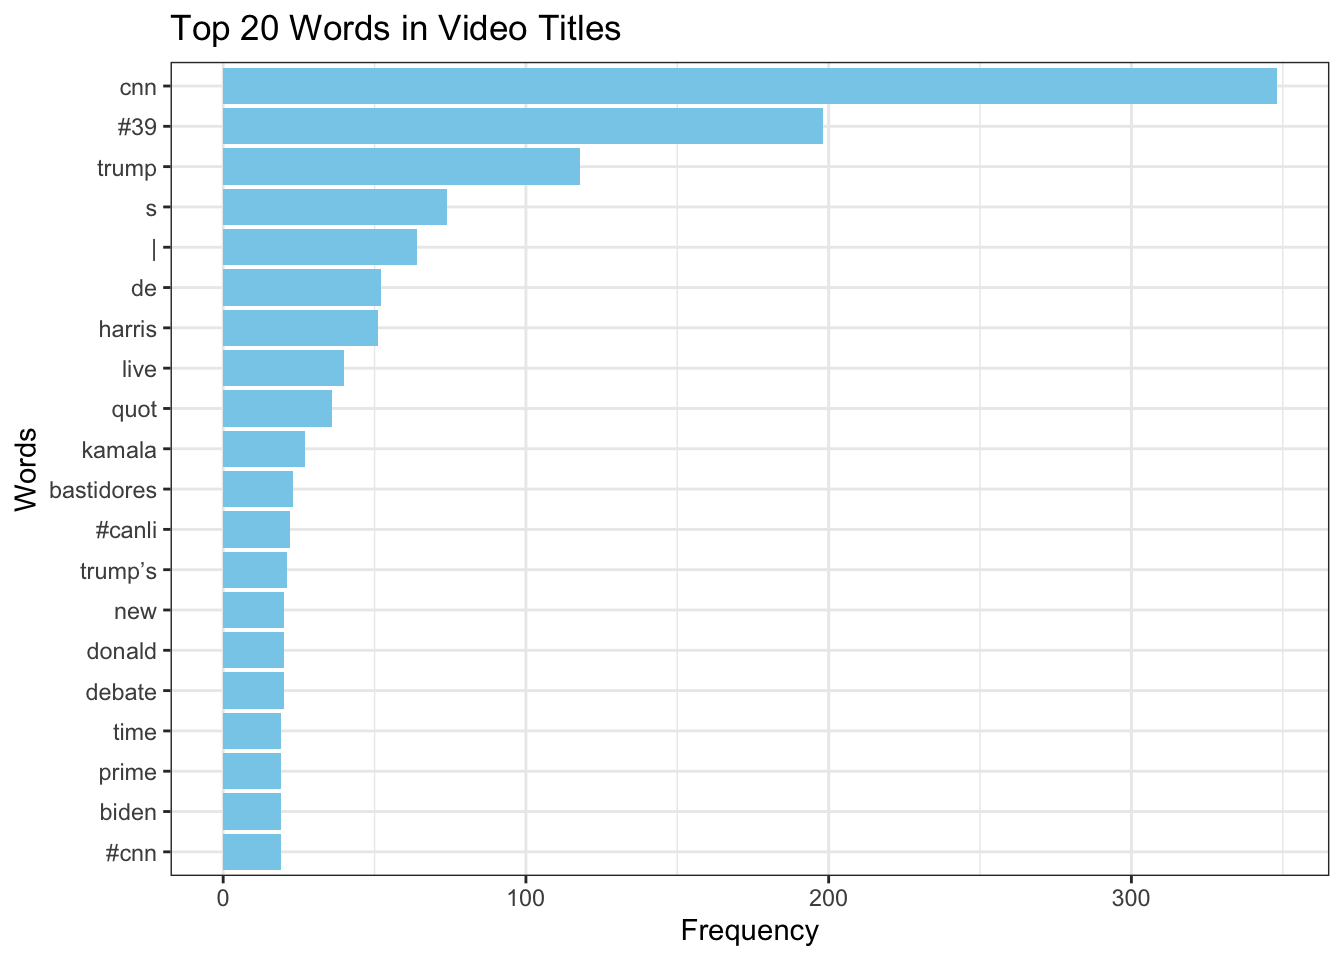 Top 20 Words in Video Titles
cnn
#39
trump
s
|
de
harris
live
quot
kamala
bastidores
#canli
trump’s
new
donald
debate
time
prime
biden
#cnn
Words
0 100 200 300
Frequency